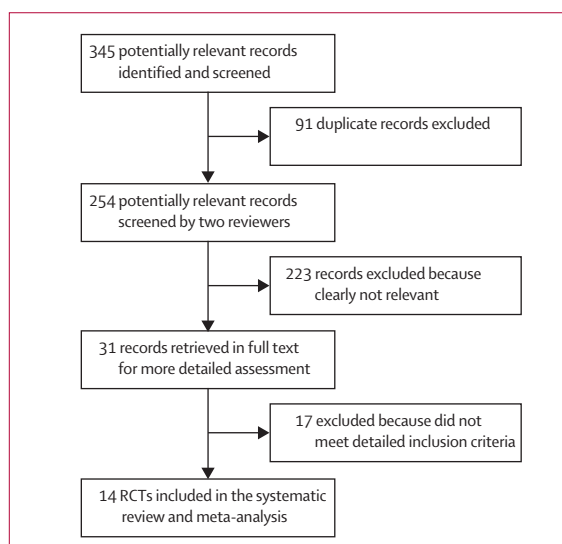 345 potentially relevant records
identified and screened
91 duplicate records excluded
254 potentially relevant records
screened by two reviewers
223 records excluded because
clearly not relevant
31 records retrieved in full text
for more detailed assessment
17 excluded because did not
meet detailed inclusion criteria
14 RCTs included in the systematic
review and meta-analysis